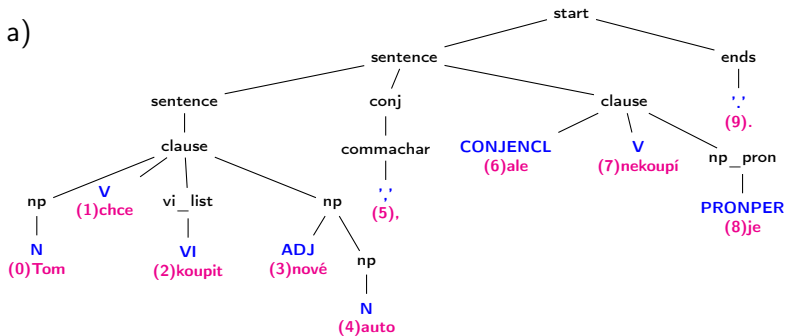 a)
start
sentence ends
sentence conj clause '.'
(9).
clause commachar CONJENCL V np_pron
(6)ale (7)nekoupí
np V vi_list np ',' PRONPER
(1)chce (5), (8)je
N VI ADJ np
(0)Tom (2)koupit (3)nové
N
(4)auto